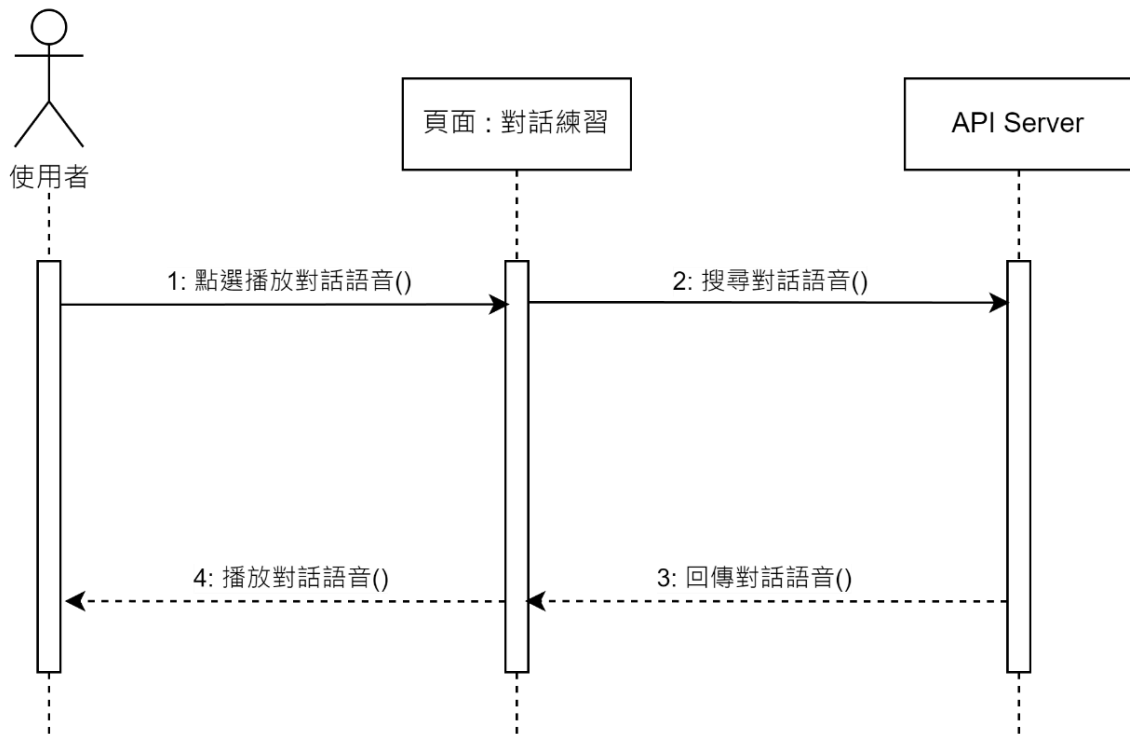 使用者
頁面 : 對話練習
API Server
1: 點選播放對話語音()
2: 搜尋對話語音()
4: 播放對話語音()
3: 回傳對話語音()